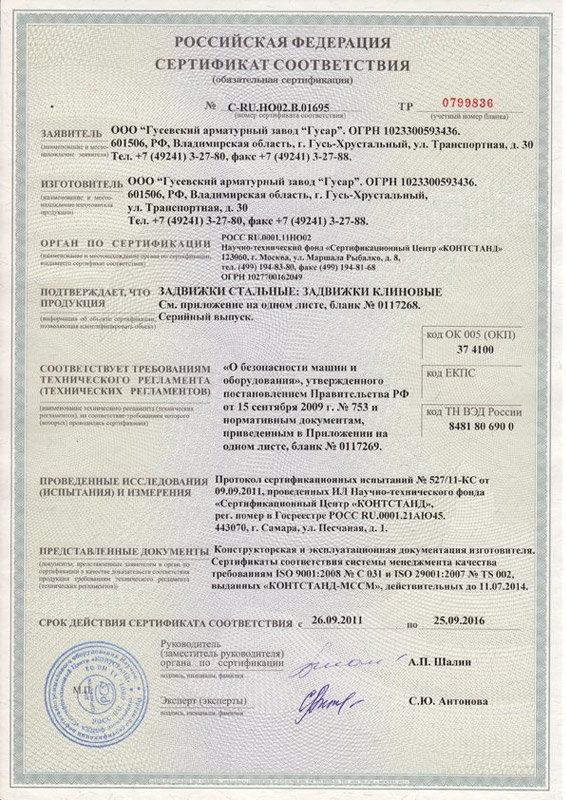 РОССИЙСКАЯ ФЕДЕРАЦИЯ
СЕРТИФИКАТ СООТВЕТСТВИЯ
(обязательная сертификация)
№ C-RU.HO02.B.01695
(номер сертификата соответствия)
ТР 0799836
(учетный номер бланка)
ЗАЯВИТЕЛЬ ООО "Гусевский арматурный завод "Гусар". ОГРН 1023300593436.
(наименование и место-
нахождение заявителя)
601506, РФ, Владимирская область, г. Гусь-Хрустальный, ул. Транспортная, д. 30
Тел. +7 (49241) 3-27-80, факс +7 (49241) 3-27-88.
ИЗГОТОВИТЕЛЬ ООО "Гусевский арматурный завод "Гусар". ОГРН 1023300593436.
(наименование и место-
нахождение изготовителя
продукции)
601506, РФ, Владимирская область, г. Гусь-Хрустальный,
ул. Транспортная, д. 30
Тел. +7 (49241) 3-27-80, факс +7 (49241) 3-27-88.
ОРГАН ПО СЕРТИФИКАЦИИ
(наименование и местонахождение органа по сертификации,
выдавшего сертификат соответствия)
РОСС RU.0001.11НО02
Научно-технический фонд «Сертификационный Центр «КОНТСТАНД»
123060, г. Москва, ул. Маршала Рыбалко, д. 8,
тел. (499) 194-83-80, факс (499) 194-81-68
ОГРН 1027700162049
ПОДТВЕРЖДАЕТ, ЧТО
ПРОДУКЦИЯ
(информация об объекте сертификации,
позволяющая идентифицировать объект)
ЗАДВИЖКИ СТАЛЬНЫЕ: ЗАДВИЖКИ КЛИНОВЫЕ
См. приложение на одном листе, бланк № 0117268.
Серийный выпуск.
код ОК 005 (ОКП)
37 4100
код ЕКПС
код ТН ВЭД России
8481 80 690 0
СООТВЕТСТВУЕТ ТРЕБОВАНИЯМ
ТЕХНИЧЕСКОГО РЕГЛАМЕНТА
(ТЕХНИЧЕСКИХ РЕГЛАМЕНТОВ)
(наименование технического регламента (технических
регламентов), на соответствие требованиям которого
(которых) проводилась сертификация)
«О безопасности машин и
оборудования», утвержденного
постановлением Правительства РФ
от 15 сентября 2009 г. № 753 и
нормативным документам,
приведенным в Приложении на
одном листе, бланк № 0117269.
ПРОВЕДЕННЫЕ ИССЛЕДОВАНИЯ
(ИСПЫТАНИЯ) И ИЗМЕРЕНИЯ
Протокол сертификационных испытаний № 527/11-КС от
09.09.2011, проведенных ИЛ Научно-технического фонда
«Сертификационный Центр «КОНТСТАНД»,
рег. номер в Госреестре РОСС RU.0001.21АЮ45.
443070, г. Самара, ул. Песчаная, д. 1.
ПРЕДСТАВЛЕННЫЕ ДОКУМЕНТЫ
(документы, представленные заявителем в орган по
сертификации в качестве доказательств соответствия
продукции требованиям технического регламента
(технических регламентов))
Конструкторская и эксплуатационная документация изготовителя.
Сертификаты соответствия системы менеджмента качества
требованиям ISO 9001:2008 № С 031 и ISO 29001:2007 № TS 002,
выданных «КОНТСТАНД-МССМ», действительных до 11.07.2014.
СРОК ДЕЙСТВИЯ СЕРТИФИКАТА СООТВЕТСТВИЯ с 26.09.2011 по 25.09.2016
М.П.
Руководитель
(заместитель руководителя)
органа по сертификации
подпись, инициалы, фамилия
А.П. Шалин
Эксперт (эксперты)
подпись, инициалы, фамилия
С.Ю. Антонова